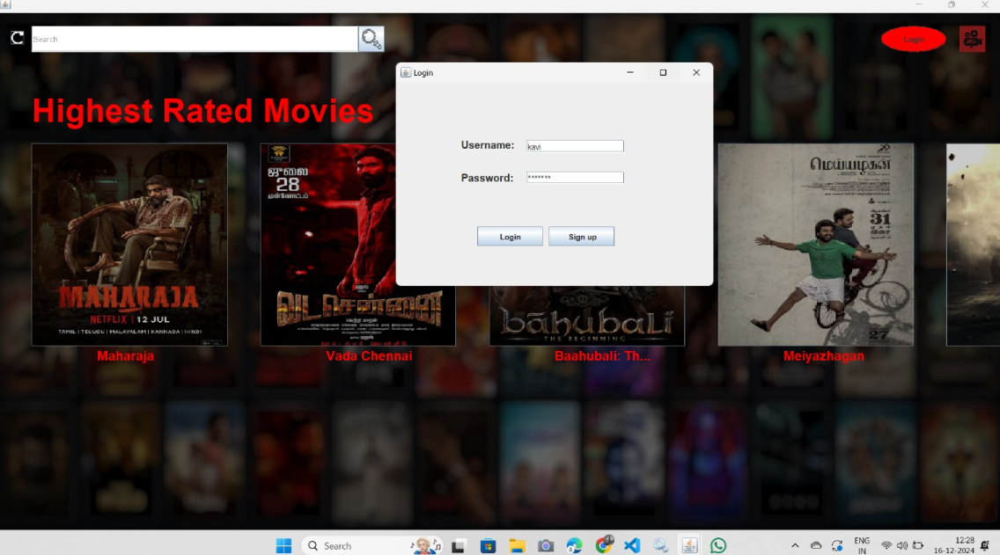 Search
Login
Login
Highest Rated Movies
Username:
kavi
Password:
*******
Login
Sign up
MAHARAJA
NETFLIX | 12 JUL
TAMIL | TELUGU | MALAYALAM | KANNADA | HINDI
Maharaja
ஜுலை
28
வடசென்னை
Vada Chennai
bāhubali
THE BEGINNING
Baahubali: Th...
மெய்யழகன்
31
27
Meiyazhagan
Search
ENG
IN
12:28
16-12-2024